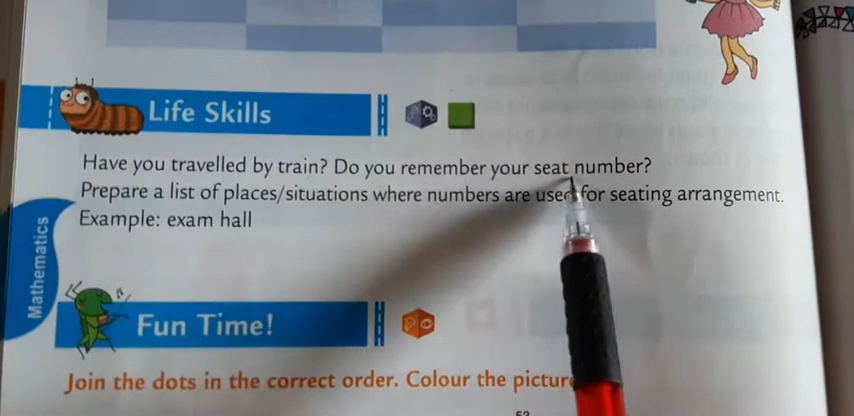 Life Skills
Have you travelled by train? Do you remember your seat number?
Prepare a list of places/situations where numbers are used for seating arrangement.
Example: exam hall
Mathematics
Fun Time!
Join the dots in the correct order. Colour the picture